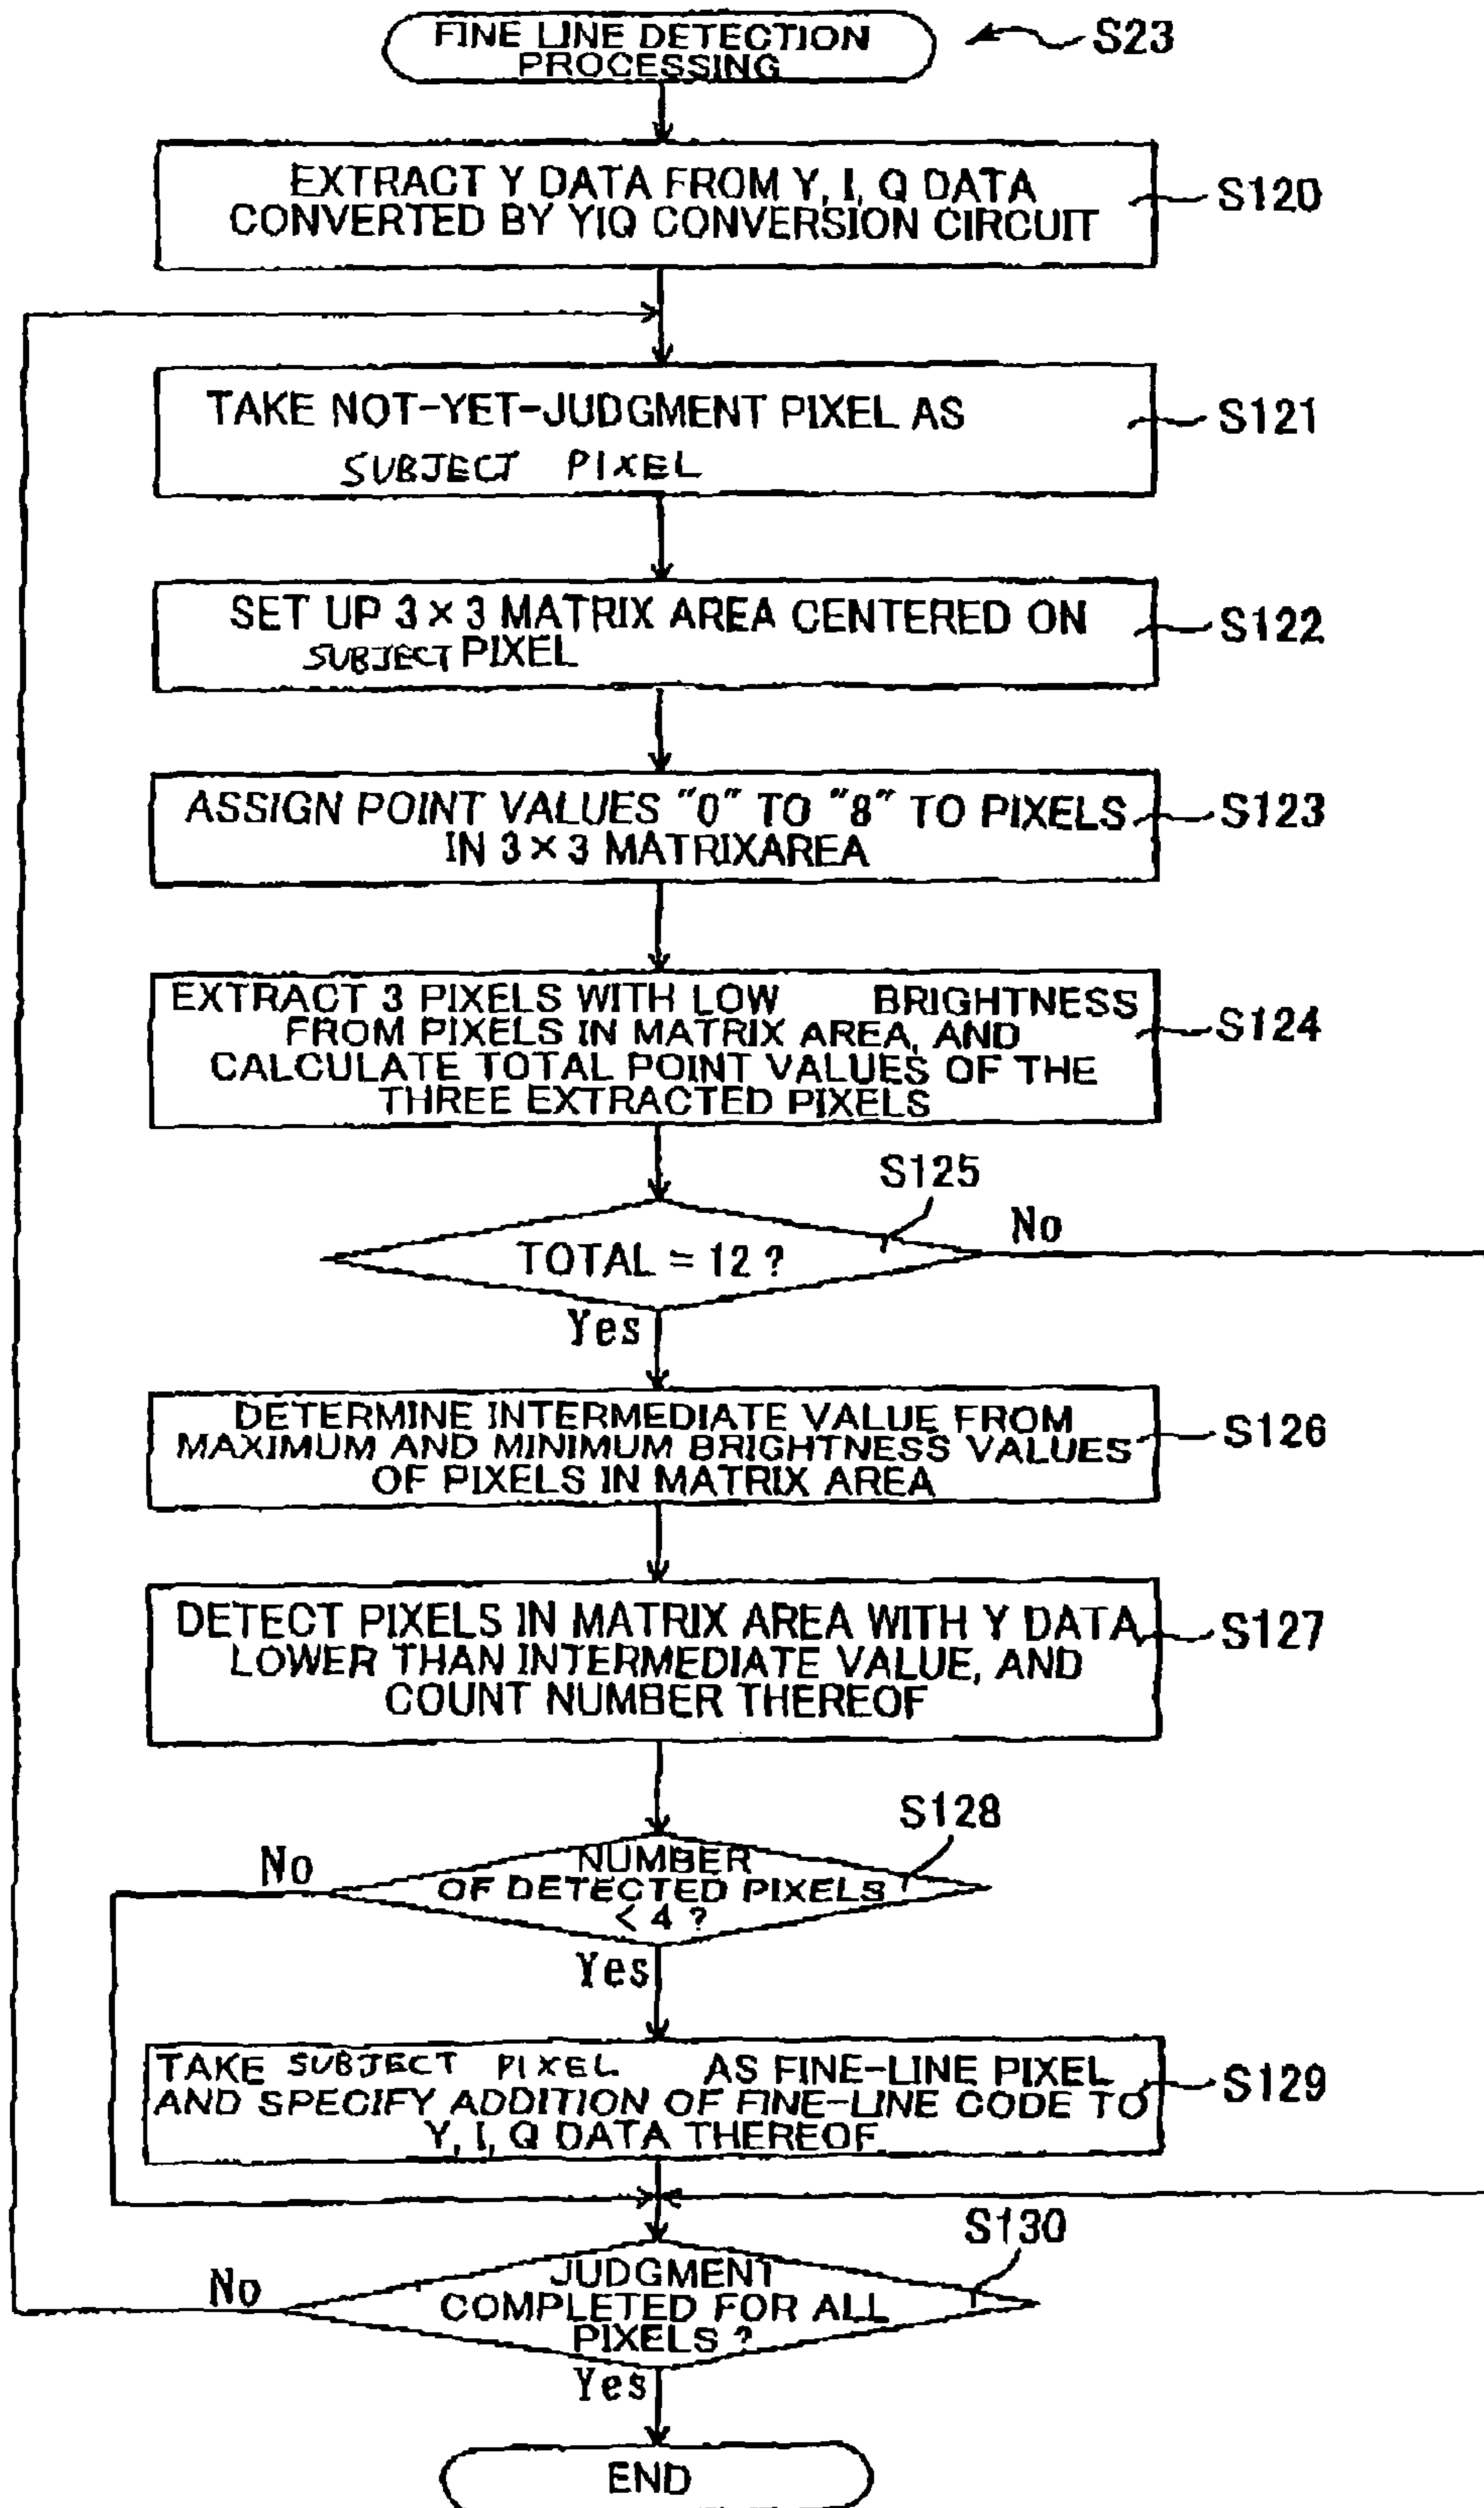 FINE LINE DETECTION
PROCESSING
S23
EXTRACT Y DATA FROM Y, I, Q DATA
CONVERTED BY YIQ CONVERSION CIRCUIT
S120
TAKE NOT-YET-JUDGMENT PIXEL AS
SUBJECT PIXEL
S121
SET UP 3 × 3 MATRIX AREA CENTERED ON
SUBJECT PIXEL
S122
ASSIGN POINT VALUES "0" TO "8" TO PIXELS
IN 3 × 3 MATRIXAREA
S123
EXTRACT 3 PIXELS WITH LOW BRIGHTNESS
FROM PIXELS IN MATRIX AREA, AND
CALCULATE TOTAL POINT VALUES OF THE
THREE EXTRACTED PIXELS
S124
S125
TOTAL = 12 ?
No
Yes
DETERMINE INTERMEDIATE VALUE FROM
MAXIMUM AND MINIMUM BRIGHTNESS VALUES
OF PIXELS IN MATRIX AREA
S126
DETECT PIXELS IN MATRIX AREA WITH Y DATA
LOWER THAN INTERMEDIATE VALUE, AND
COUNT NUMBER THEREOF
S127
S128
No
NUMBER
OF DETECTED PIXELS
< 4 ?
Yes
TAKE SUBJECT PIXEL AS FINE-LINE PIXEL
AND SPECIFY ADDITION OF FINE-LINE CODE TO
Y, I, Q DATA THEREOF
S129
S130
No
JUDGMENT
COMPLETED FOR ALL
PIXELS ?
Yes
END